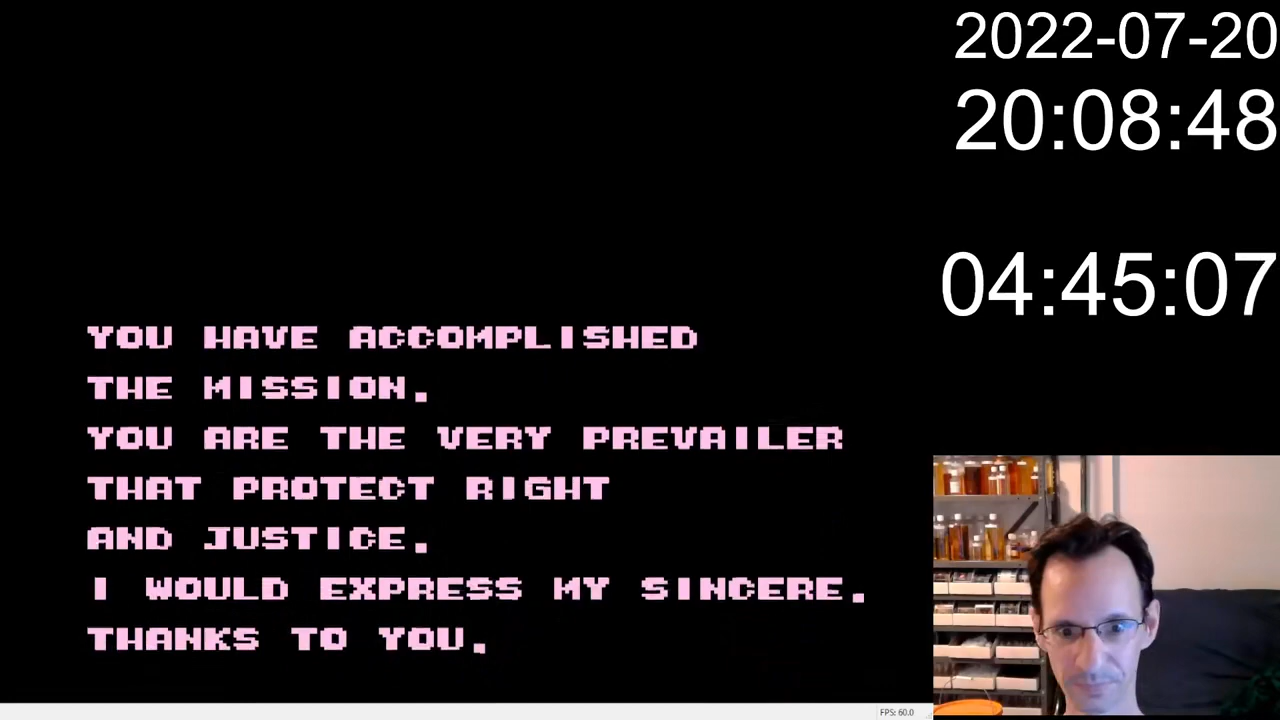 2022-07-20
20:08:48
04:45:07
YOU HAVE ACCOMPLISHED
THE MISSION.
YOU ARE THE VERY PREVAILER
THAT PROTECT RIGHT
AND JUSTICE.
I WOULD EXPRESS MY SINCERE.
THANKS TO YOU.
FPS: 60.0